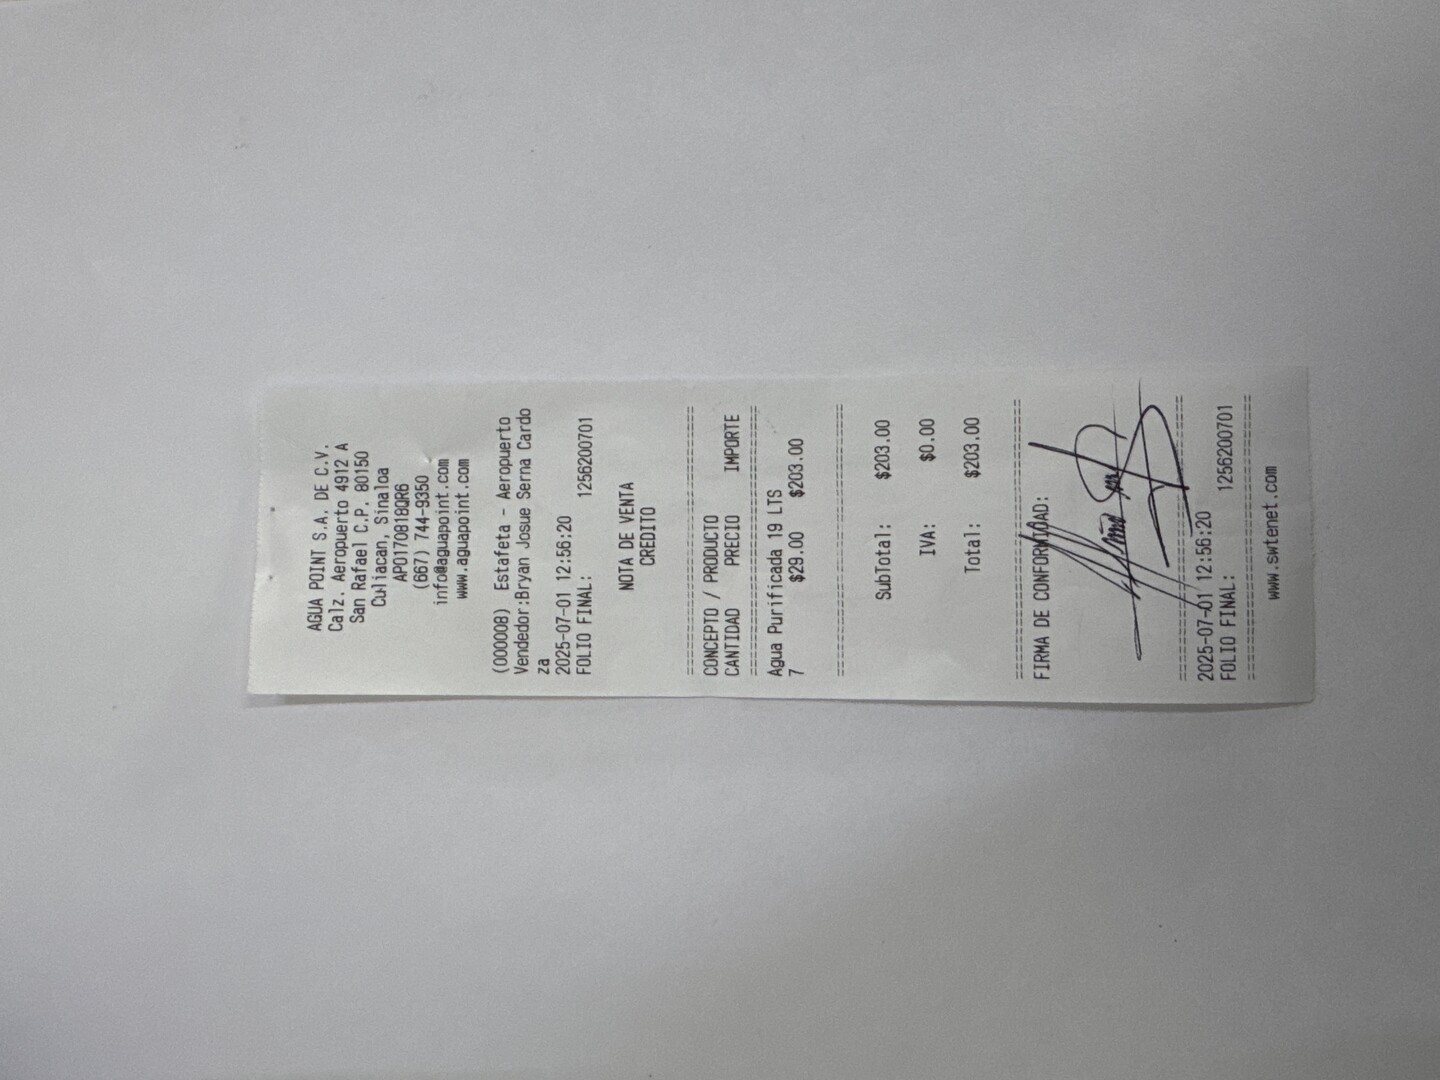 AGUA POINT S.A. DE C.V.
Calz. Aeropuerto 4912 A
San Rafael C.P. 80150
Culiacan, Sinaloa
APO170818QR6
(667) 744-9350
info@aguapoint.com
www.aguapoint.com
(000008) Estafeta - Aeropuerto
Vendedor:Bryan Josue Serna Cardo
za
2025-07-01 12:56:20
FOLIO FINAL: 1256200701
NOTA DE VENTA
CREDITO
================================
CONCEPTO / PRODUCTO
CANTIDAD PRECIO IMPORTE
================================
Agua Purificada 19 LTS
7 $29.00 $203.00
================================
SubTotal: $203.00
IVA: $0.00
Total: $203.00
================================
FIRMA DE CONFORMIDAD:
================================
2025-07-01 12:56:20
FOLIO FINAL: 1256200701
================================
www.swtenet.com